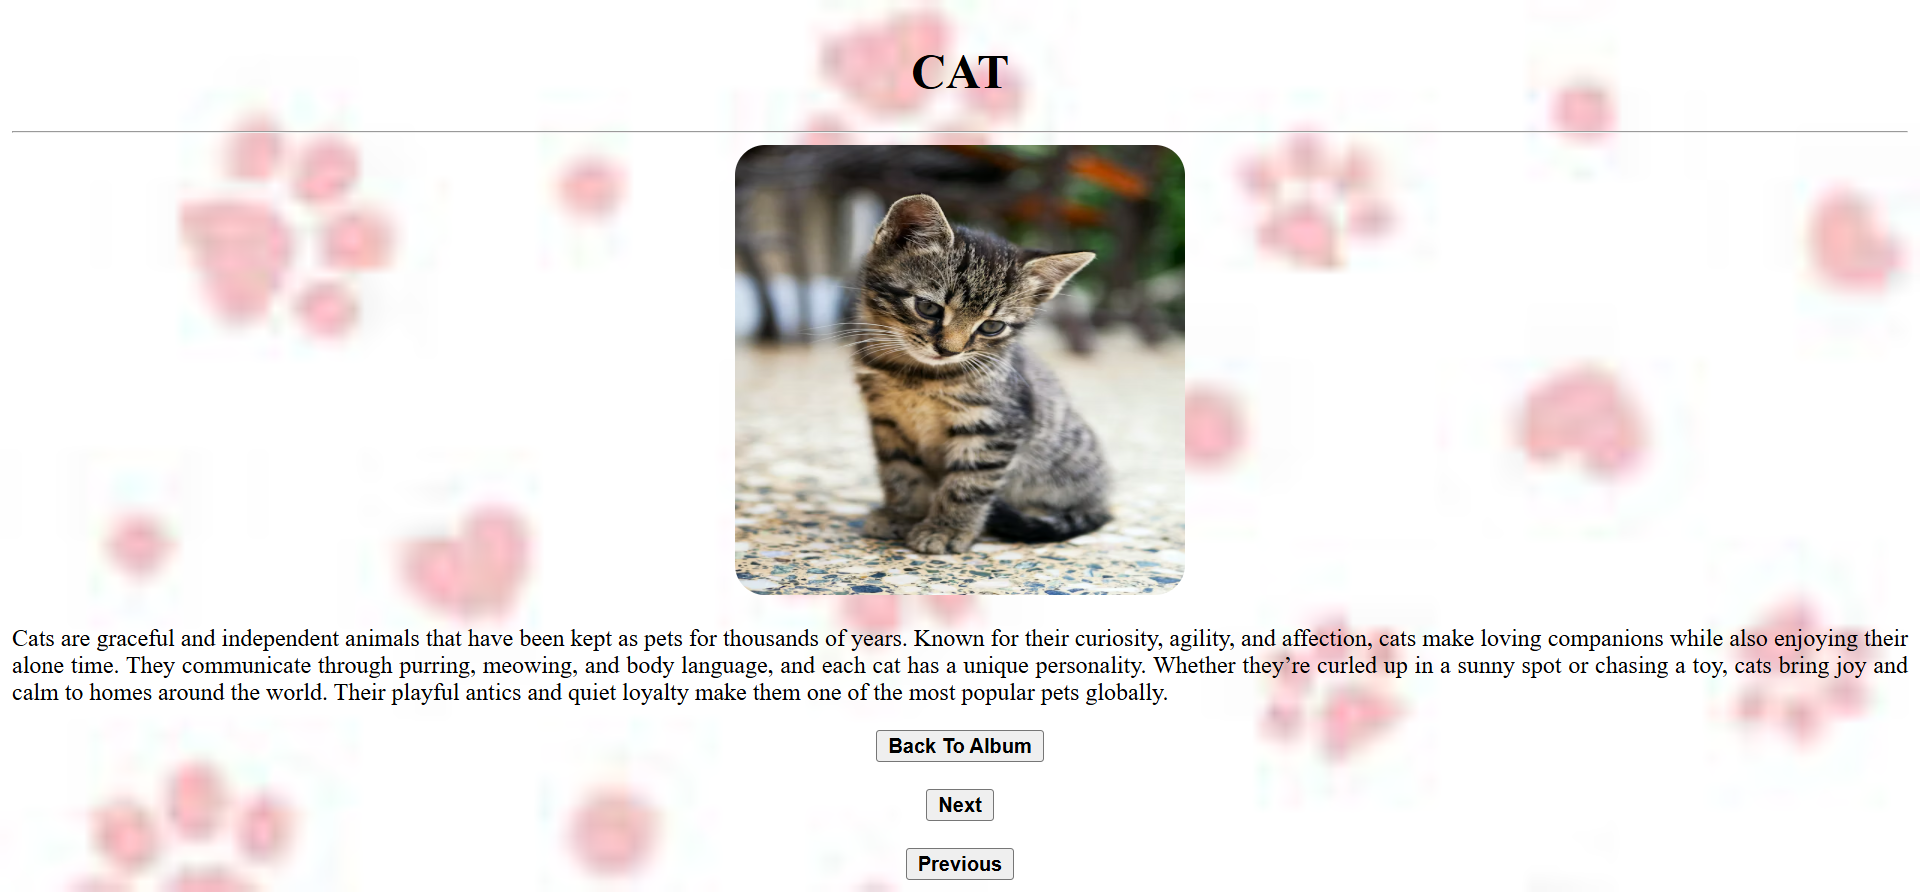 CAT
Cats are graceful and independent animals that have been kept as pets for thousands of years. Known for their curiosity, agility, and affection, cats make loving companions while also enjoying their
alone time. They communicate through purring, meowing, and body language, and each cat has a unique personality. Whether they’re curled up in a sunny spot or chasing a toy, cats bring joy and
calm to homes around the world. Their playful antics and quiet loyalty make them one of the most popular pets globally.
Back To Album
Next
Previous